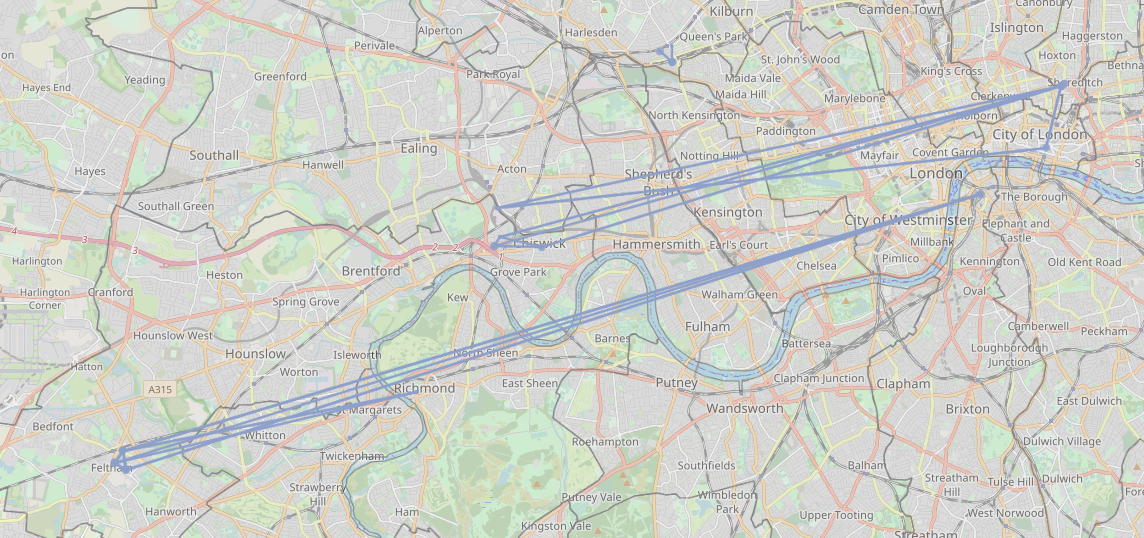 Kilburn
Camden Town
Canonbury
Alperton
Harlesden
Queen's Park
Islington
Haggerston
Perivale
St. John's Wood
Hoxton
on
Yeading
Greenford
Park Royal
Maida Vale
King's Cross
Shoreditch
Bethna
Hayes End
Maida Hill
Marylebone
Clerken
North Kensington
Holborn
Paddington
City of London
Southall
Ealing
Notting Hill
Mayfair
Covent Garden
Hayes
Hanwell
Acton
Shepherd's
Bush
London
Southall Green
The Borough
Kensington
City of Westminster
Elephant and
Castle
4
3
3
2
2
Chiswick
Hammersmith
Earl's Court
Millbank
Harlington
Heston
Brentford
1
Grove Park
Chelsea
Pimlico
Kennington
Old Kent Road
Harlington
Corner
Cranford
Spring Grove
Kew
Walham Green
Oval
Hounslow West
Fulham
Camberwell
Peckham
Hounslow
Isleworth
North Sheen
Barnes
Battersea
Loughborough
Junction
Hatton
Worton
A315
Richmond
East Sheen
Putney
Clapham Junction
Clapham
East Dulwich
St Margarets
Wandsworth
Brixton
Bedfont
Whitton
Roehampton
Dulwich Village
Twickenham
Feltham
Southfields
Balham
Streatham
Hill
Tulse Hill
Dulwich
Strawberry
Hill
Putney Vale
Wimbledon
Park
For
Hanworth
Ham
Upper Tooting
West Norwood
Kingston Vale
Streatham